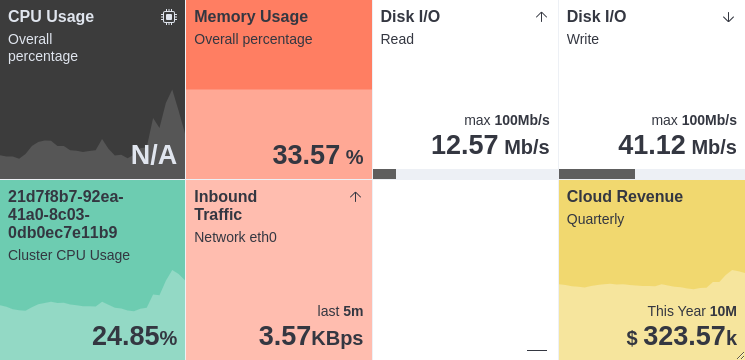 CPU Usage
Overall
percentage
N/A
Memory Usage
Overall percentage
33.57 %
Disk I/O
Read
max 100Mb/s
12.57 Mb/s
Disk I/O
Write
max 100Mb/s
41.12 Mb/s
21d7f8b7-92ea-
41a0-8c03-
0db0ec7e11b9
Cluster CPU Usage
24.85%
Inbound
Traffic
Network eth0
last 5m
3.57KBps
Cloud Revenue
Quarterly
This Year 10M
$ 323.57k